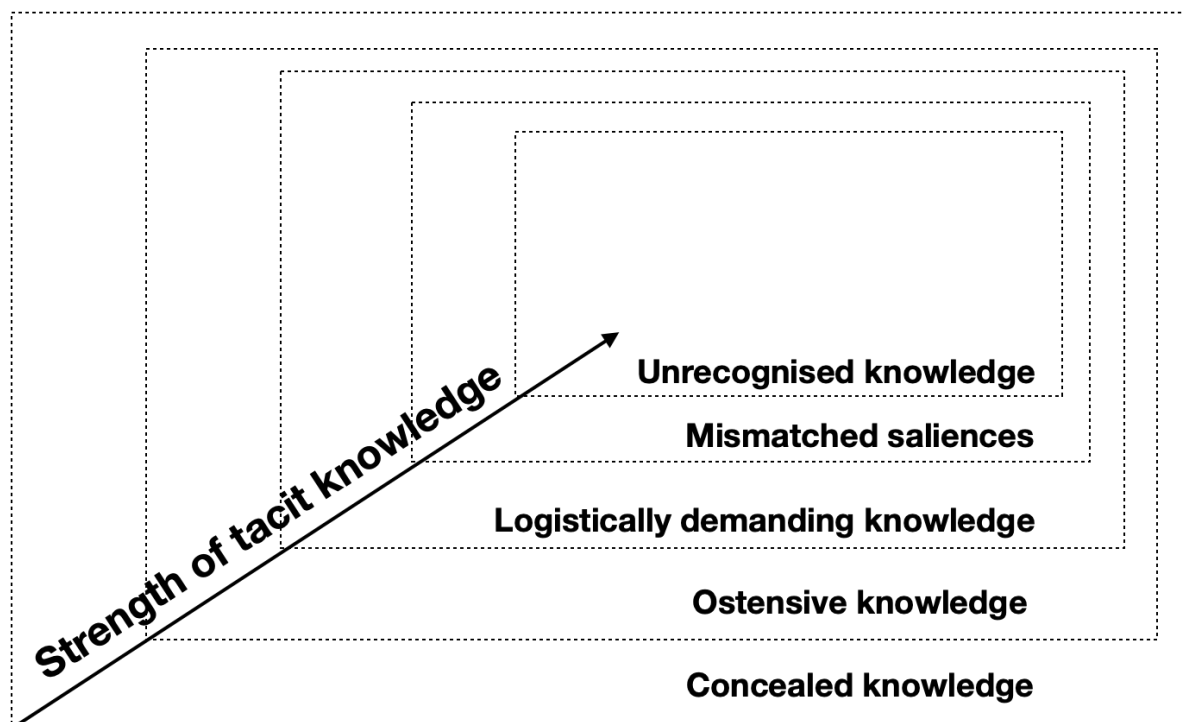 Strength of tacit knowledge
Unrecognised knowledge
Mismatched saliences
Logistically demanding knowledge
Ostensive knowledge
Concealed knowledge